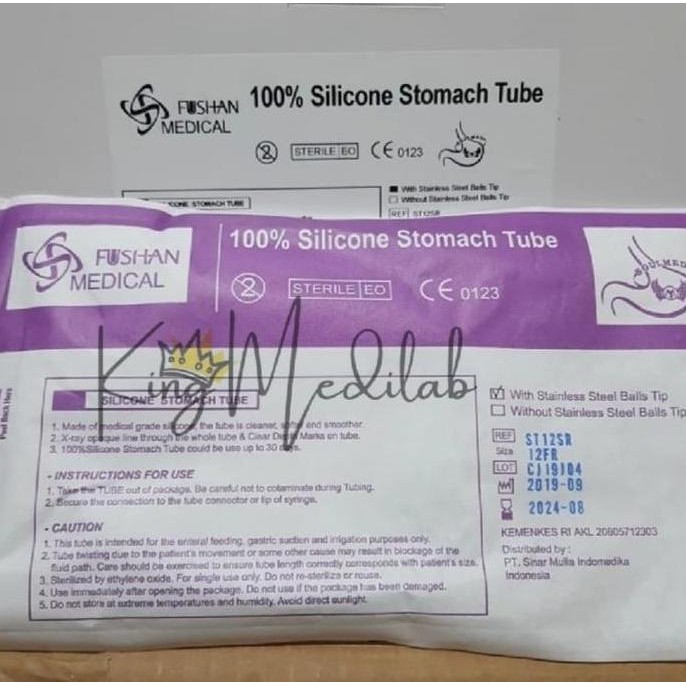 FUSHAN
MEDICAL
100% Silicone Stomach Tube
STERILE EO
CE 0123
SILICONE STOMACH TUBE
With Stainless Steel Balls Tip
Without Stainless Steel Balls Tip
REF ST12SR
FUSHAN
MEDICAL
100% Silicone Stomach Tube
2
STERILE EO
CE 0123
SOULMED
King Medilab
Peel Back Here
SILICONE STOMACH TUBE
1. Made of medical grade silicone, the tube is cleaner, softer and smoother.
2. X-ray opaque line through the whole tube & Clear Depth Marks on tube.
3. 100%Silicone Stomach Tube could be use up to 30 days.
- INSTRUCTIONS FOR USE
1. Take the TUBE out of package. Be careful not to cotaminate during Tubing.
2. Secure the connection to the tube connector or tip of syringe.
- CAUTION
1. This tube is intended for the enteral feeding, gastric suction and irrigation purposes only.
2. Tube twisting due to the patient's movement or some other cause may result in blockage of the
fluid path. Care should be exercised to ensure tube length correctly corresponds with patient's size.
3. Sterilized by ethylene oxide. For single use only. Do not re-sterilize or reuse.
4. Use immediately after opening the package. Do not use if the package has been damaged.
5. Do not store at extreme temperatures and humidity. Avoid direct sunlight.
With Stainless Steel Balls Tip
Without Stainless Steel Balls Tip
REF ST12SR
Size 12FR
LOT CJ19J04
2019-09
2024-08
KEMENKES RI AKL 20805712303
Distributed by :
PT. Sinar Mulia Indomedika
Indonesia